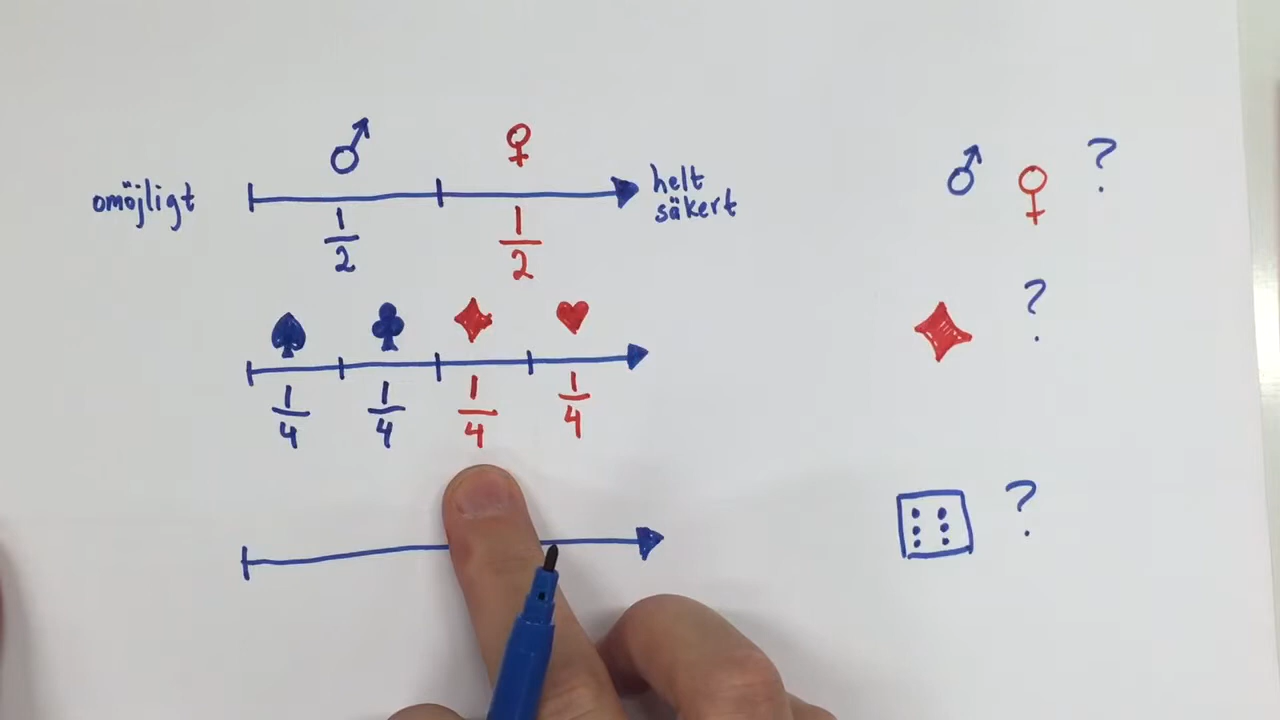 ♂ ♀
omöjligt
helt
säkert
1/2 1/2
♂ ♀ ?
♠ ♣ ♦ ♥
1/4 1/4 1/4 1/4
♦ ?
?